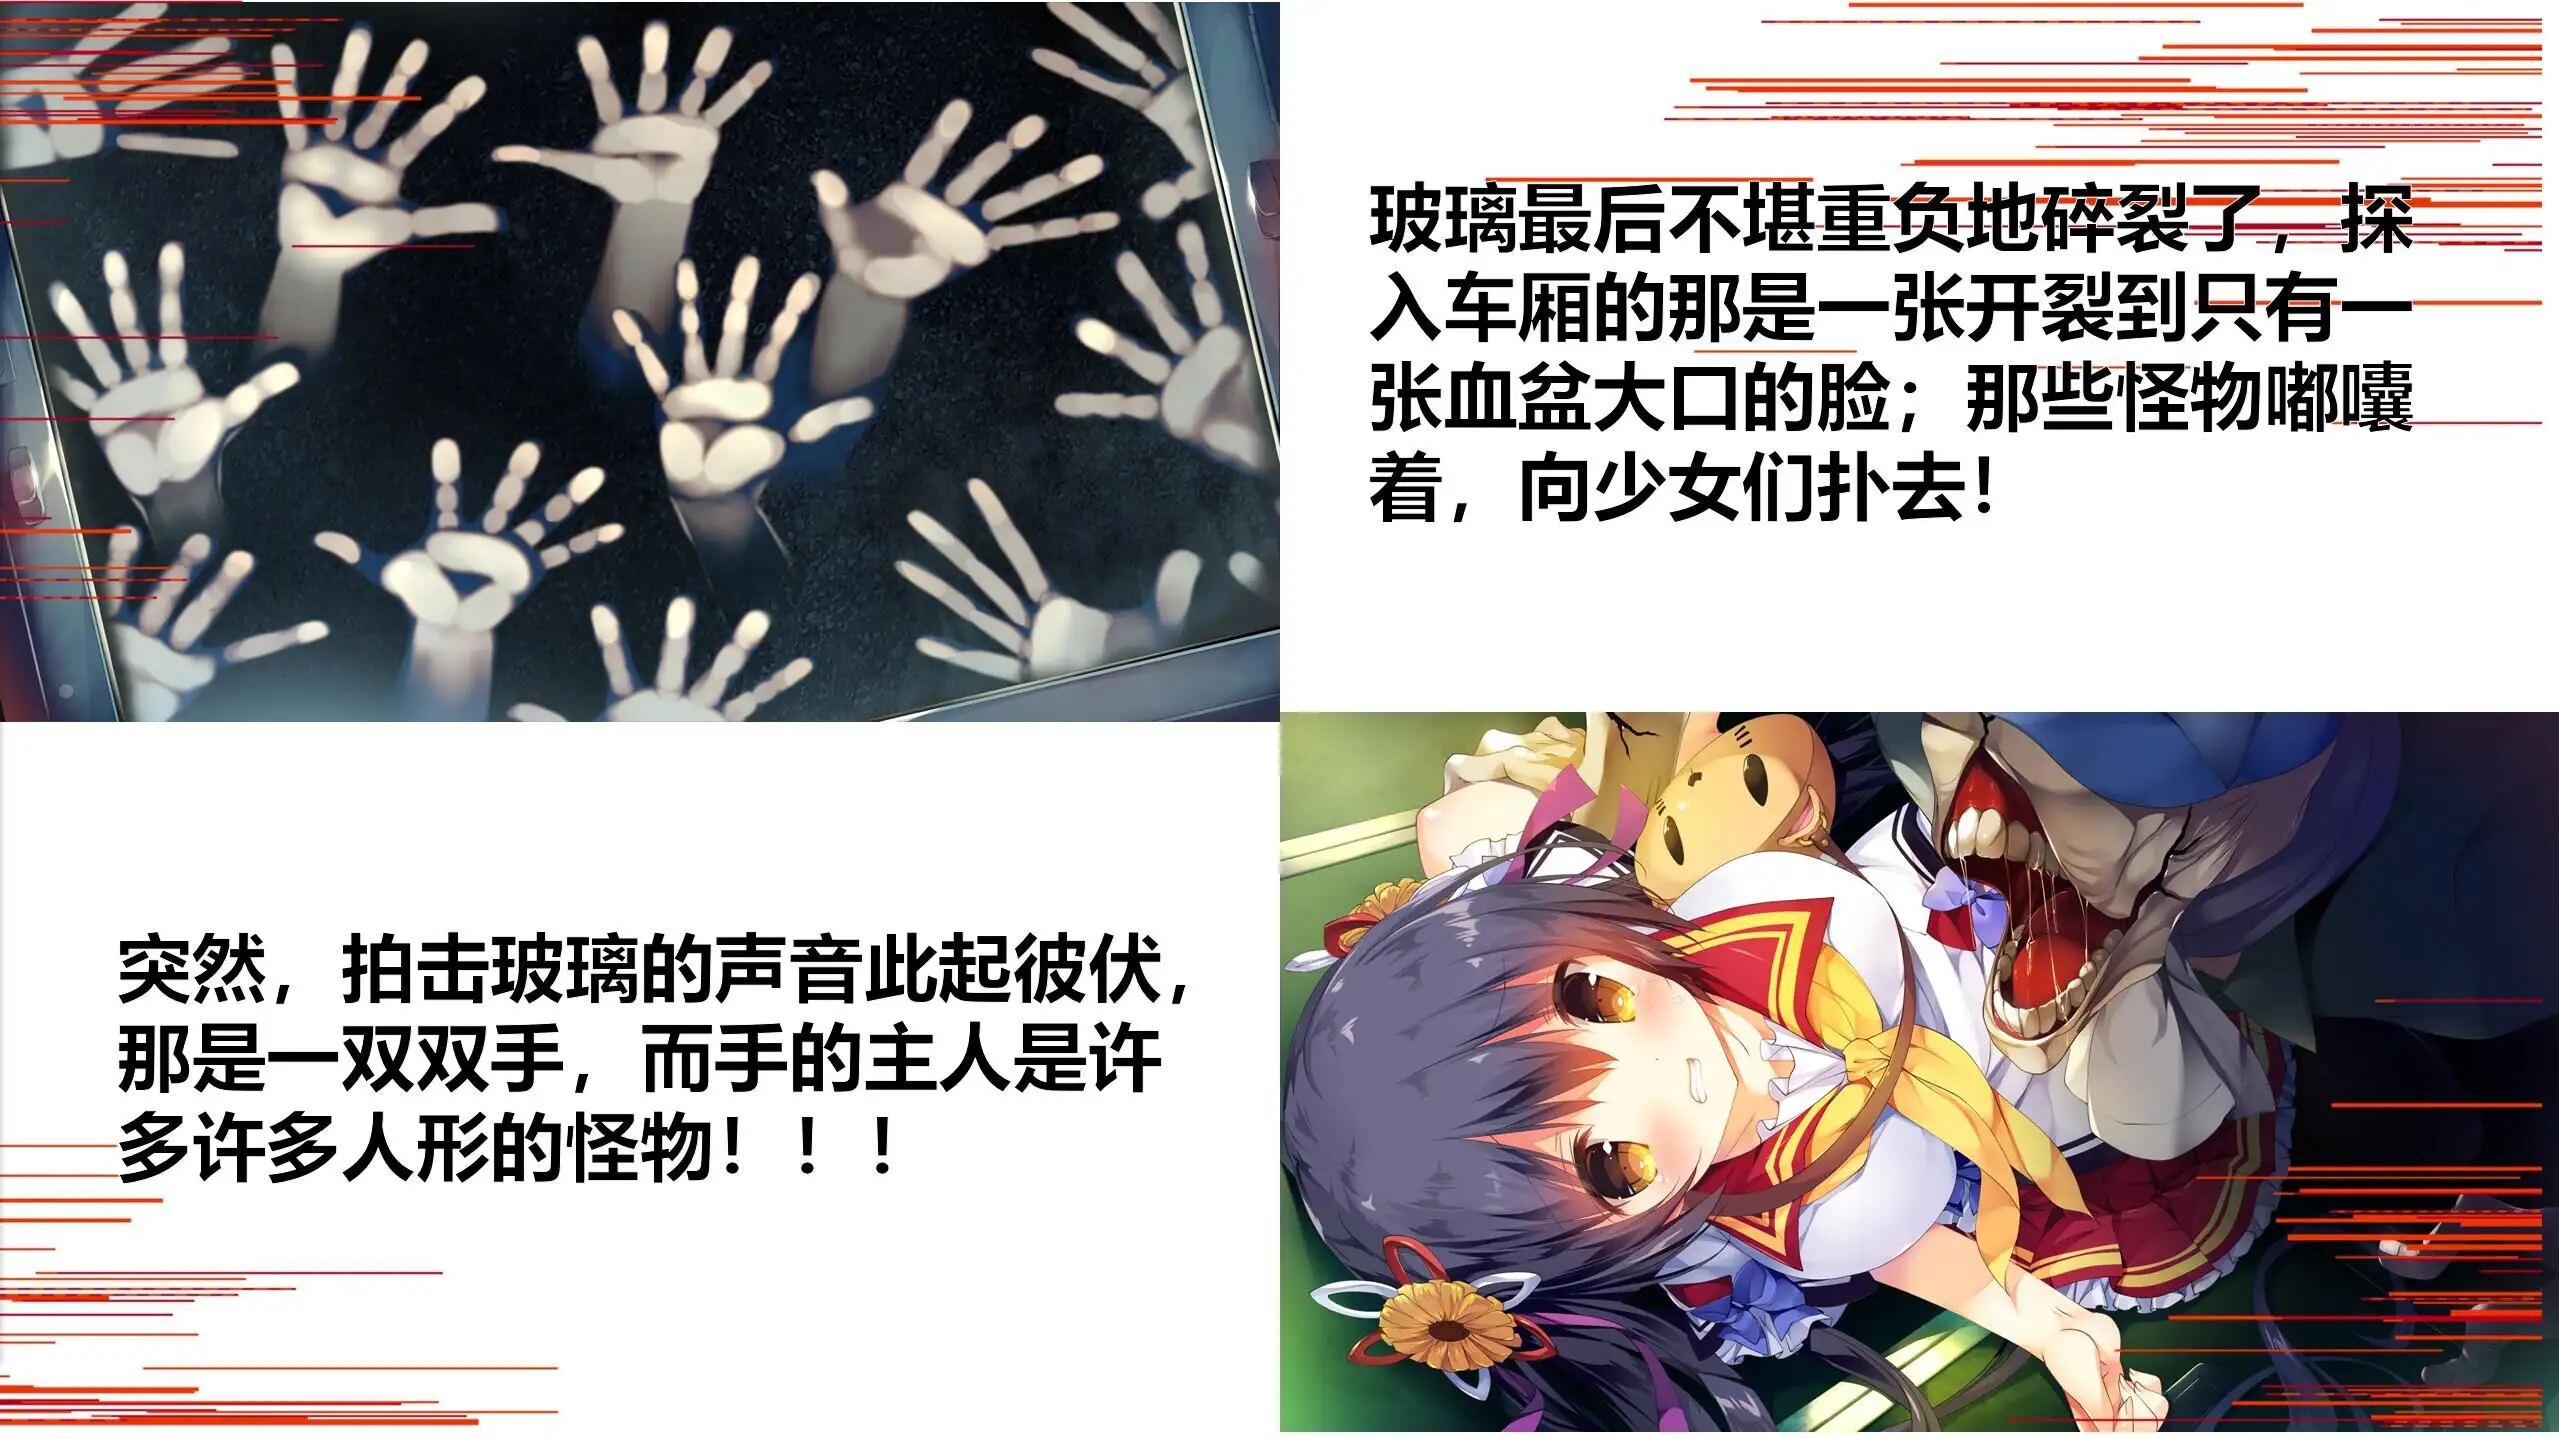 玻璃最后不堪重负地碎裂了，探
入车厢的那是一张开裂到只有一
张血盆大口的脸；那些怪物嘟囔
着，向少女们扑去！
突然，拍击玻璃的声音此起彼伏，
那是一双双手，而手的主人是许
多许多人形的怪物！！！